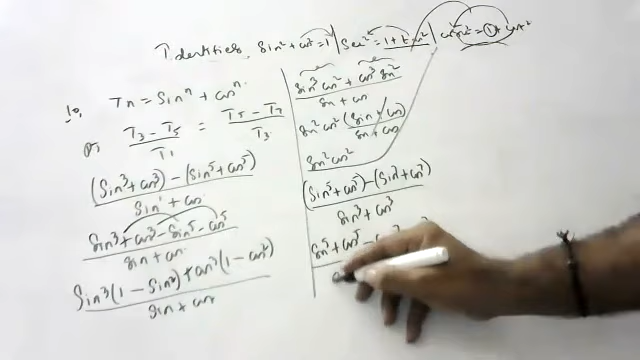 Identities, Sin² + cos² = 1 | Sec² = 1 + tan² | cosec² = 1 + cot²
10, Tn = Sinⁿ + cosⁿ
T3 - T5 / T1 = T5 - T7 / T3
(Sin³ + cos³) - (Sin⁵ + cos⁵)
Sin¹ + cos
Sin³ + cos³ - Sin⁵ - cos⁵
Sin + cos
Sin³(1 - Sin²) + cos³(1 - cos²)
Sin + cos
Sin³ cos² + cos³ Sin²
Sin + cos
Sin² cos² (Sin + cos)
Sin + cos
Sin² cos²
(Sin⁵ + cos⁵) - (Sin⁷ + cos⁷)
Sin³ + cos³
Sin⁵ + cos⁵ -